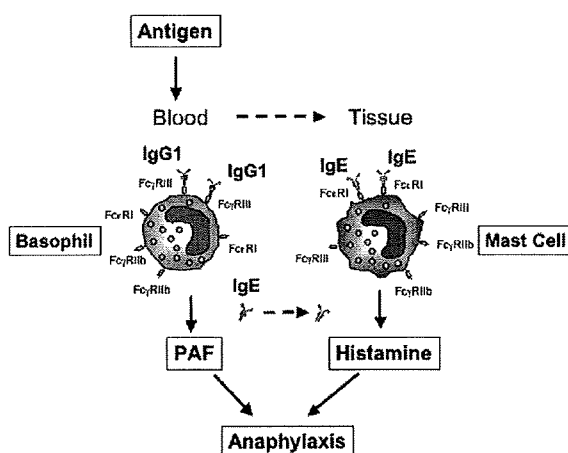 Antigen
Blood
Tissue
IgG1
IgG1
IgE
IgE
FcγRIII
FcγRIII
FcεRI
FcεRI
FcεRI
FcεRI
FcγRIII
Basophil
FcγRIIb
FcγRIIb
FcγRIII
FcγRIIb
FcγRIIb
Mast Cell
IgE
PAF
Histamine
Anaphylaxis